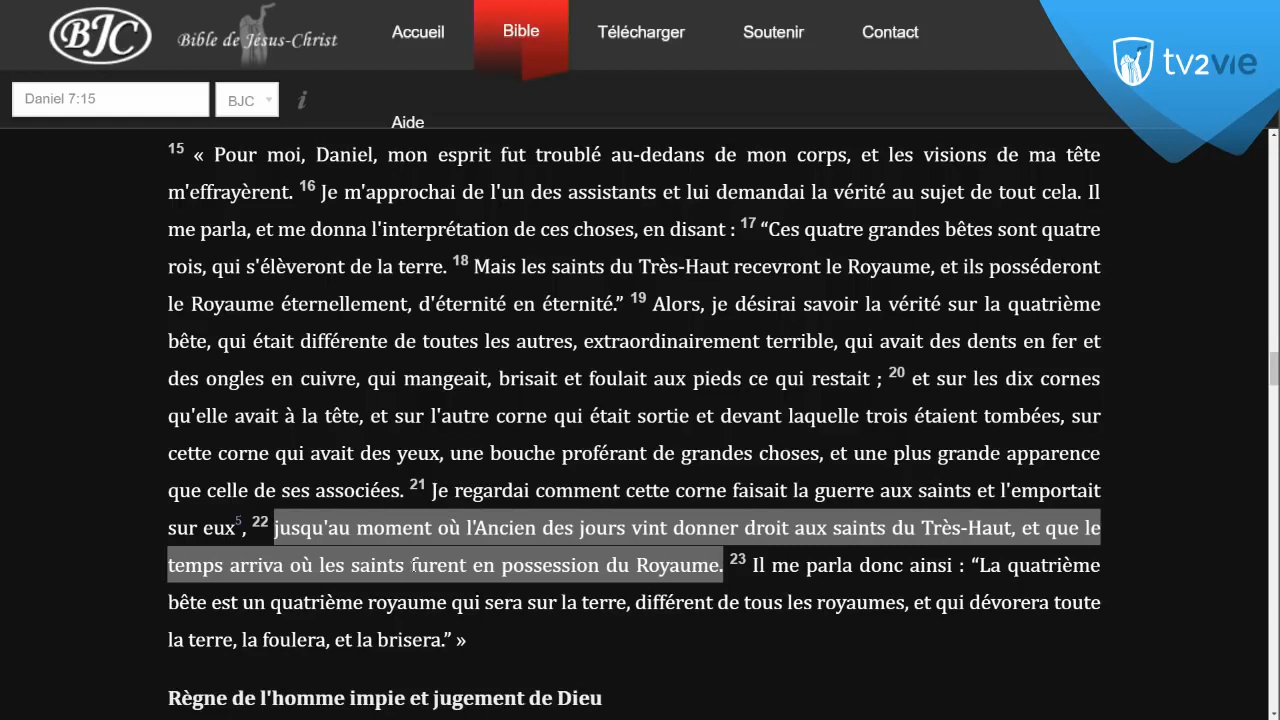 BJC
Bible de Jésus-Christ
Accueil
Bible
Télécharger
Soutenir
Contact
tv2vie
Daniel 7:15
BJC
i
Aide
15 « Pour moi, Daniel, mon esprit fut troublé au-dedans de mon corps, et les visions de ma tête
m'effrayèrent. 16 Je m'approchai de l'un des assistants et lui demandai la vérité au sujet de tout cela. Il
me parla, et me donna l'interprétation de ces choses, en disant : 17 “Ces quatre grandes bêtes sont quatre
rois, qui s'élèveront de la terre. 18 Mais les saints du Très-Haut recevront le Royaume, et ils posséderont
le Royaume éternellement, d'éternité en éternité.” 19 Alors, je désirai savoir la vérité sur la quatrième
bête, qui était différente de toutes les autres, extraordinairement terrible, qui avait des dents en fer et
des ongles en cuivre, qui mangeait, brisait et foulait aux pieds ce qui restait ; 20 et sur les dix cornes
qu'elle avait à la tête, et sur l'autre corne qui était sortie et devant laquelle trois étaient tombées, sur
cette corne qui avait des yeux, une bouche proférant de grandes choses, et une plus grande apparence
que celle de ses associées. 21 Je regardai comment cette corne faisait la guerre aux saints et l'emportait
sur eux5, 22 jusqu'au moment où l'Ancien des jours vint donner droit aux saints du Très-Haut, et que le
temps arriva où les saints furent en possession du Royaume. 23 Il me parla donc ainsi : “La quatrième
bête est un quatrième royaume qui sera sur la terre, différent de tous les royaumes, et qui dévorera toute
la terre, la foulera, et la brisera.” »
Règne de l'homme impie et jugement de Dieu